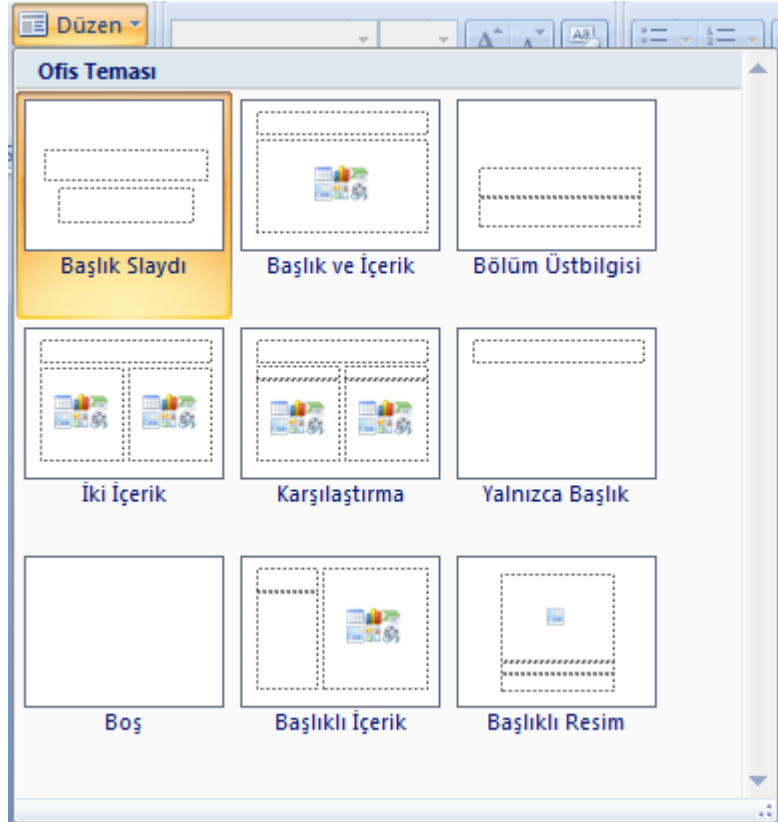 Düzen
Ofis Teması
Başlık Slaydı
Başlık ve İçerik
Bölüm Üstbilgisi
İki İçerik
Karşılaştırma
Yalnızca Başlık
Boş
Başlıklı İçerik
Başlıklı Resim